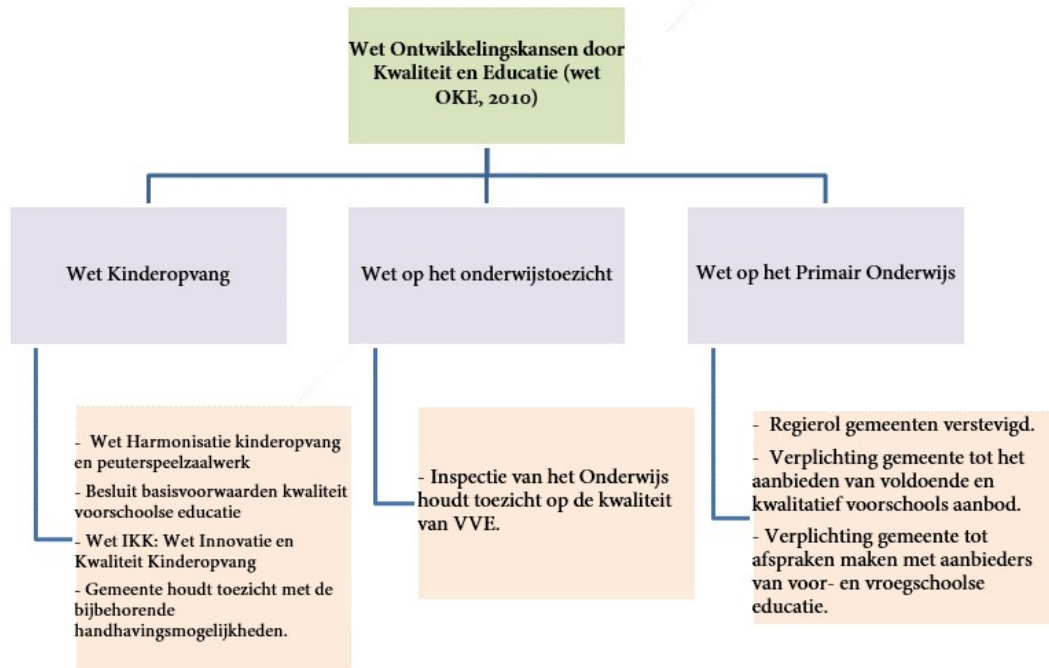 Wet Ontwikkelingskansen door
Kwaliteit en Educatie (wet
OKE, 2010)
Wet Kinderopvang
Wet op het onderwijstoezicht
Wet op het Primair Onderwijs
- Wet Harmonisatie kinderopvang
en peuterspeelzaalwerk
- Besluit basisvoorwaarden kwaliteit
voorschoolse educatie
- Wet IKK: Wet Innovatie en
Kwaliteit Kinderopvang
- Gemeente houdt toezicht met de
bijbehorende
handhavingsmogelijkheden.
- Inspectie van het Onderwijs
houdt toezicht op de kwaliteit
van VVE.
- Regierol gemeenten verstevigd.
- Verplichting gemeente tot het
aanbieden van voldoende en
kwalitatief voorschools aanbod.
- Verplichting gemeente tot
afspraken maken met aanbieders
van voor- en vroegschoolse
educatie.